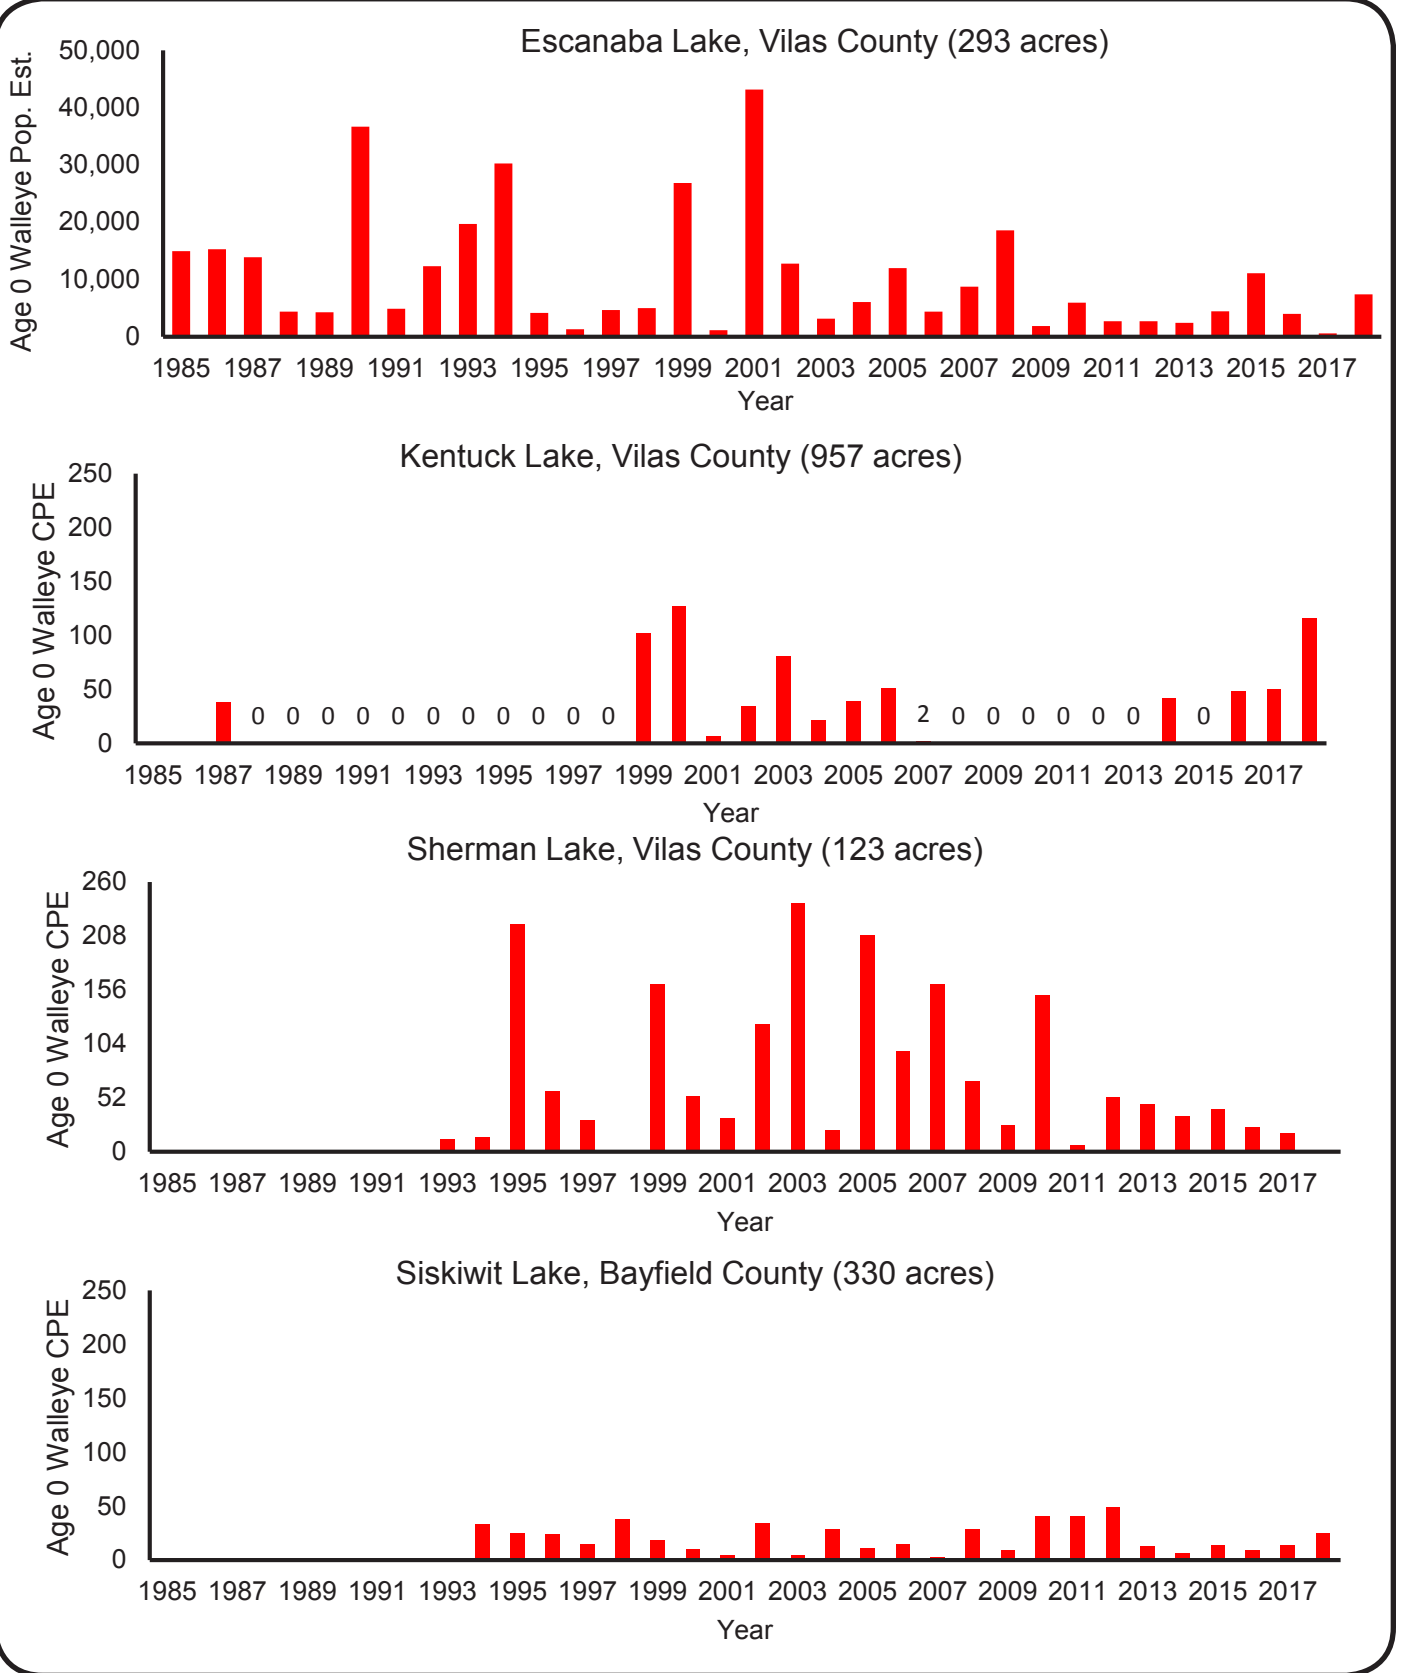 Escanaba Lake, Vilas County (293 acres)
Age 0 Walleye Pop. Est.
50,000
40,000
30,000
20,000
10,000
0
1985 1987 1989 1991 1993 1995 1997 1999 2001 2003 2005 2007 2009 2011 2013 2015 2017
Year
Kentuck Lake, Vilas County (957 acres)
Age 0 Walleye CPE
250
200
150
100
50
0
0 0 0 0 0 0 0 0 0 0 0 2 0 0 0 0 0 0 0
1985 1987 1989 1991 1993 1995 1997 1999 2001 2003 2005 2007 2009 2011 2013 2015 2017
Year
Sherman Lake, Vilas County (123 acres)
Age 0 Walleye CPE
260
208
156
104
52
0
1985 1987 1989 1991 1993 1995 1997 1999 2001 2003 2005 2007 2009 2011 2013 2015 2017
Year
Siskiwit Lake, Bayfield County (330 acres)
Age 0 Walleye CPE
250
200
150
100
50
0
1985 1987 1989 1991 1993 1995 1997 1999 2001 2003 2005 2007 2009 2011 2013 2015 2017
Year